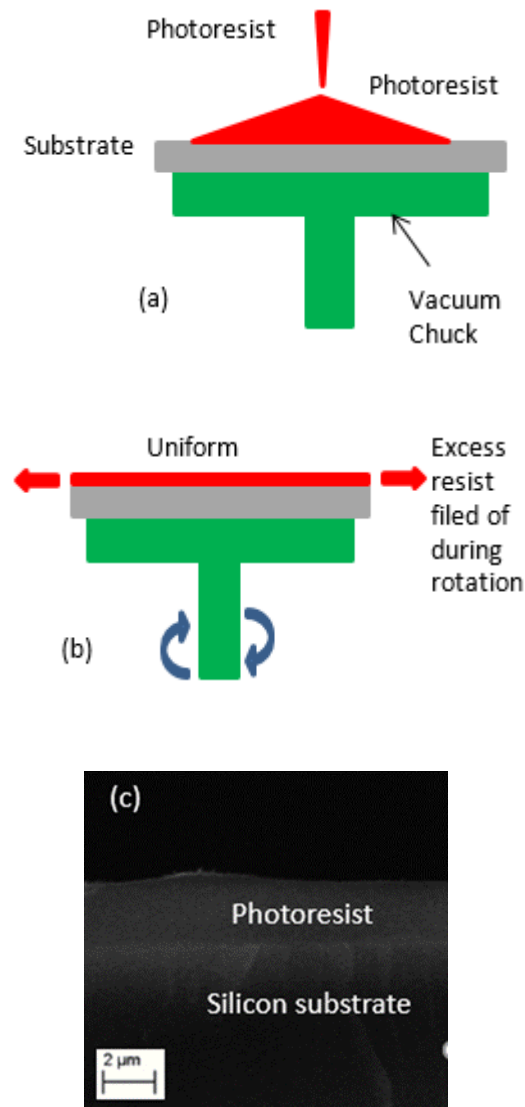 Photoresist
Photoresist
Substrate
(a)
Vacuum
Chuck
Uniform
Excess
resist
filed of
during
rotation
(b)
(c)
Photoresist
Silicon substrate
2 µm